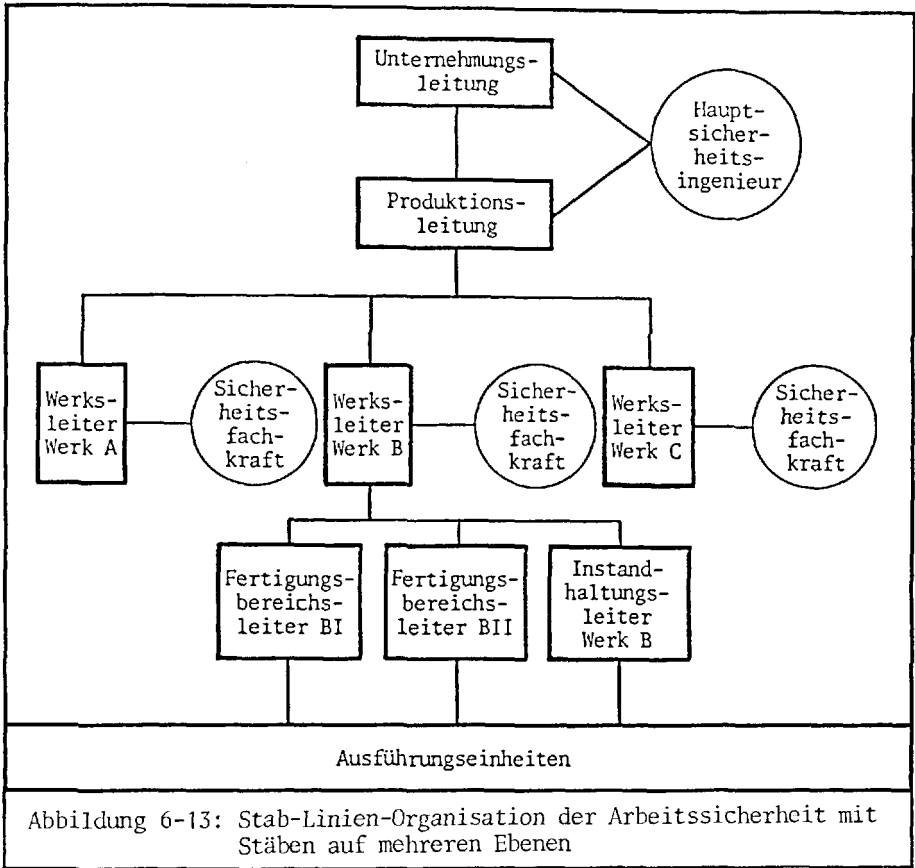 Unternehmungs-
leitung
Haupt-
sicher-
heits-
ingenieur
Produktions-
leitung
Werks-
leiter
Werk A
Sicher-
heits-
fach-
kraft
Werks-
leiter
Werk B
Sicher-
heits-
fach-
kraft
Werks-
leiter
Werk C
Sicher-
heits-
fach-
kraft
Fertigungs-
bereichs-
leiter BI
Fertigungs-
bereichs-
leiter BII
Instand-
haltungs-
leiter
Werk B
Ausführungseinheiten
Abbildung 6-13: Stab-Linien-Organisation der Arbeitssicherheit mit
Stäben auf mehreren Ebenen